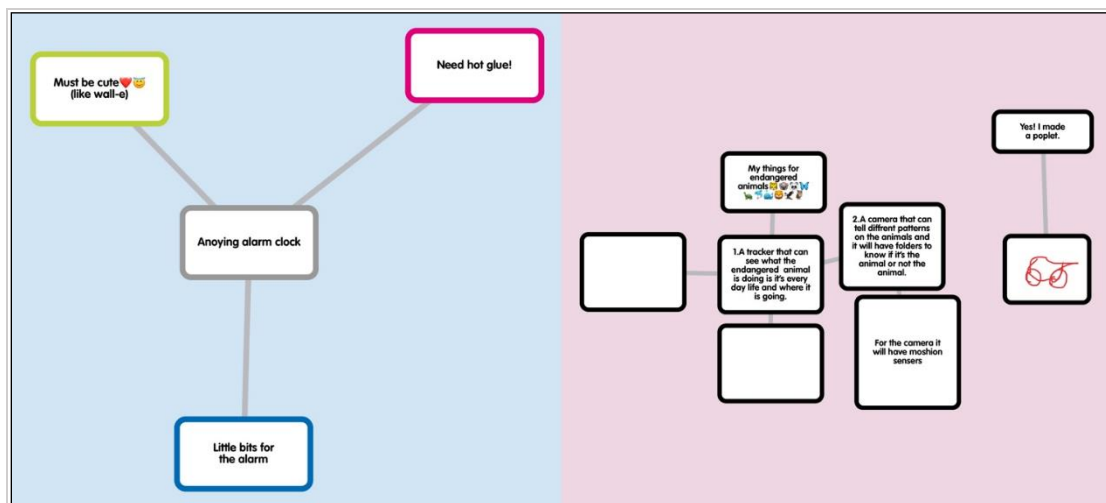 Must be cute❤️😇
(like wall-e)
Need hot glue!
Anoying alarm clock
Little bits for
the alarm
My things for
endangered
animals🐯🐨🐼🦋
🐆🦈🐳🦁🦅🦉
1.A tracker that can
see what the
endangered  animal
is doing is it's every
day life and where it
is going.
2.A camera that can
tell diffrent patterns
on the animals and
it will have folders to
know if it's the
animal or not the
animal.
For the camera it
will have moshion
sensers
Yes! I made
a poplet.